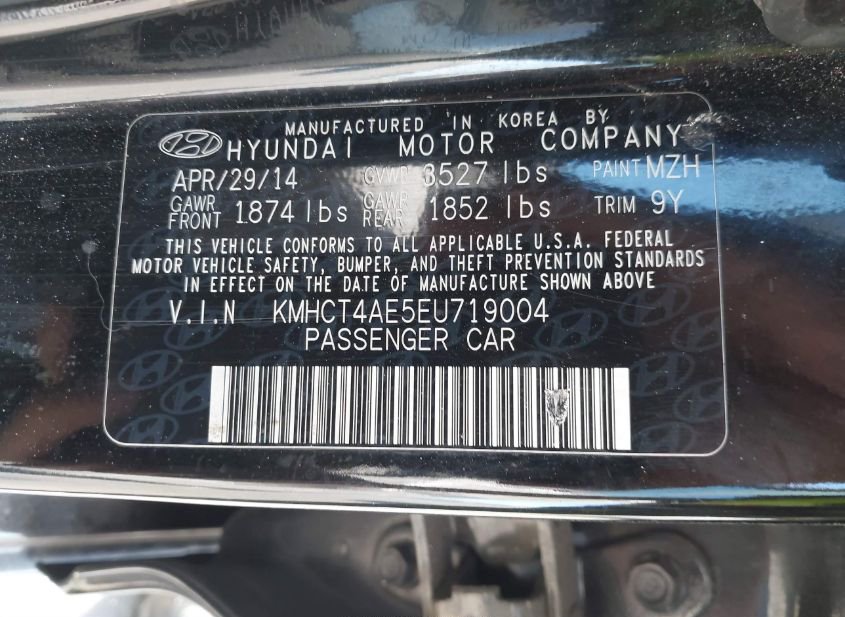 MANUFACTURED IN KOREA BY
HYUNDAI MOTOR COMPANY
APR/29/14 GVWR 3527 lbs PAINT MZH
GAWR FRONT 1874 lbs GAWR REAR 1852 lbs TRIM 9Y
THIS VEHICLE CONFORMS TO ALL APPLICABLE U.S.A. FEDERAL
MOTOR VEHICLE SAFETY, BUMPER, AND THEFT PREVENTION STANDARDS
IN EFFECT ON THE DATE OF MANUFACTURE SHOWN ABOVE
V.I.N KMHCT4AE5EU719004
PASSENGER CAR